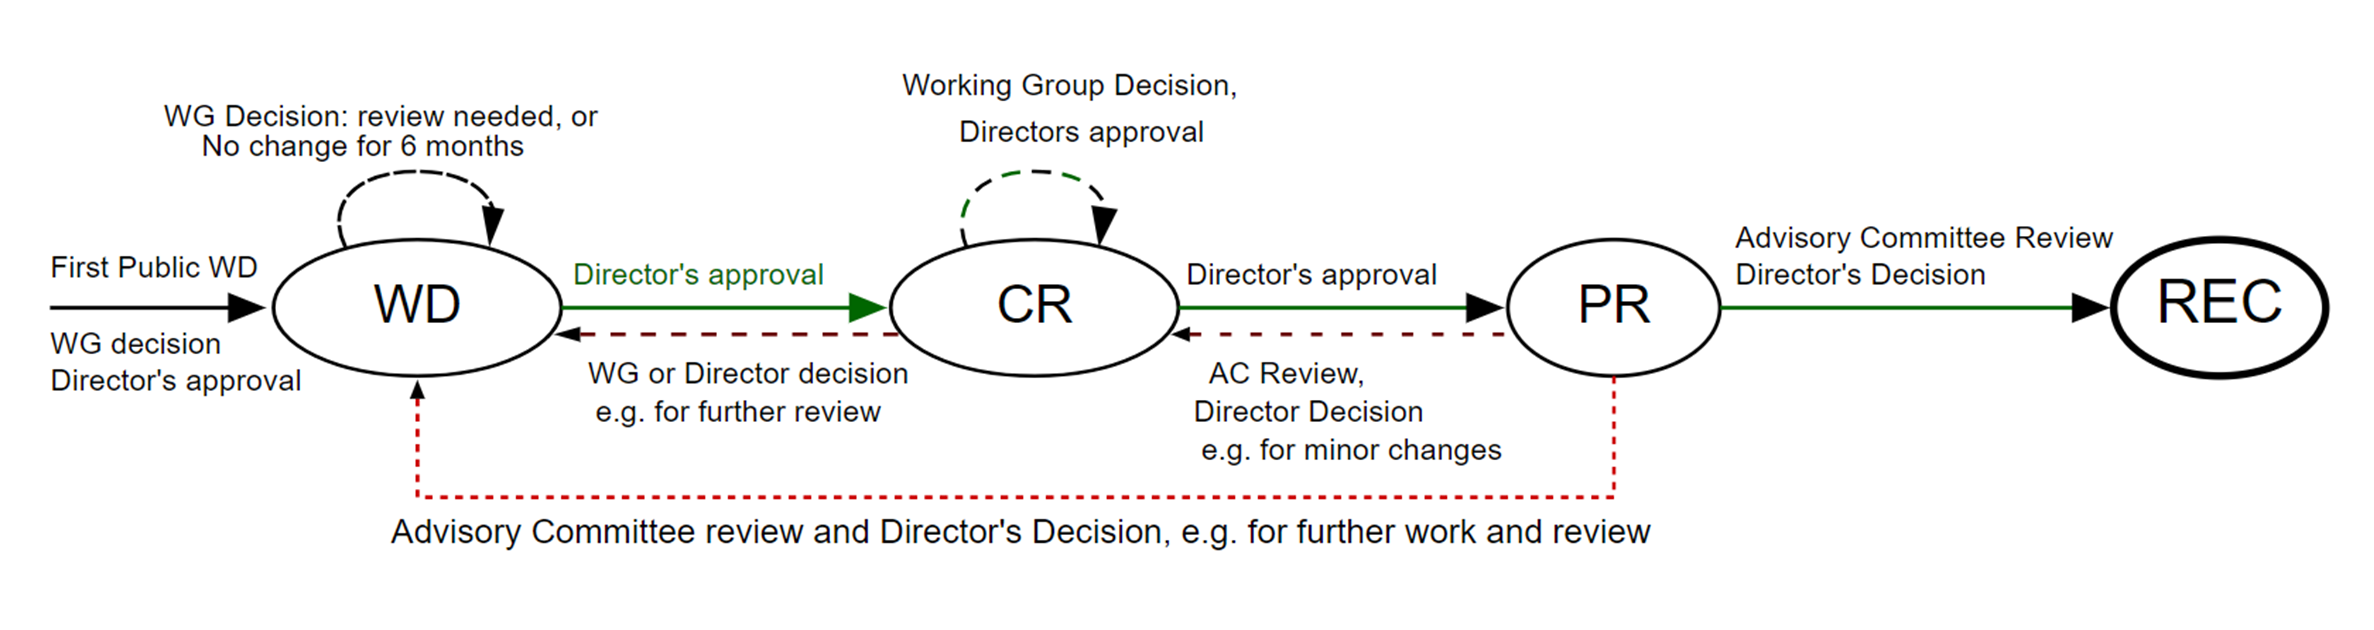 Working Group Decision,
Directors approval
WG Decision: review needed, or
No change for 6 months
First Public WD
WG decision
Director's approval
WD
Director's approval
WG or Director decision
e.g. for further review
CR
Director's approval
AC Review,
Director Decision
e.g. for minor changes
PR
Advisory Committee Review
Director's Decision
REC
Advisory Committee review and Director's Decision, e.g. for further work and review